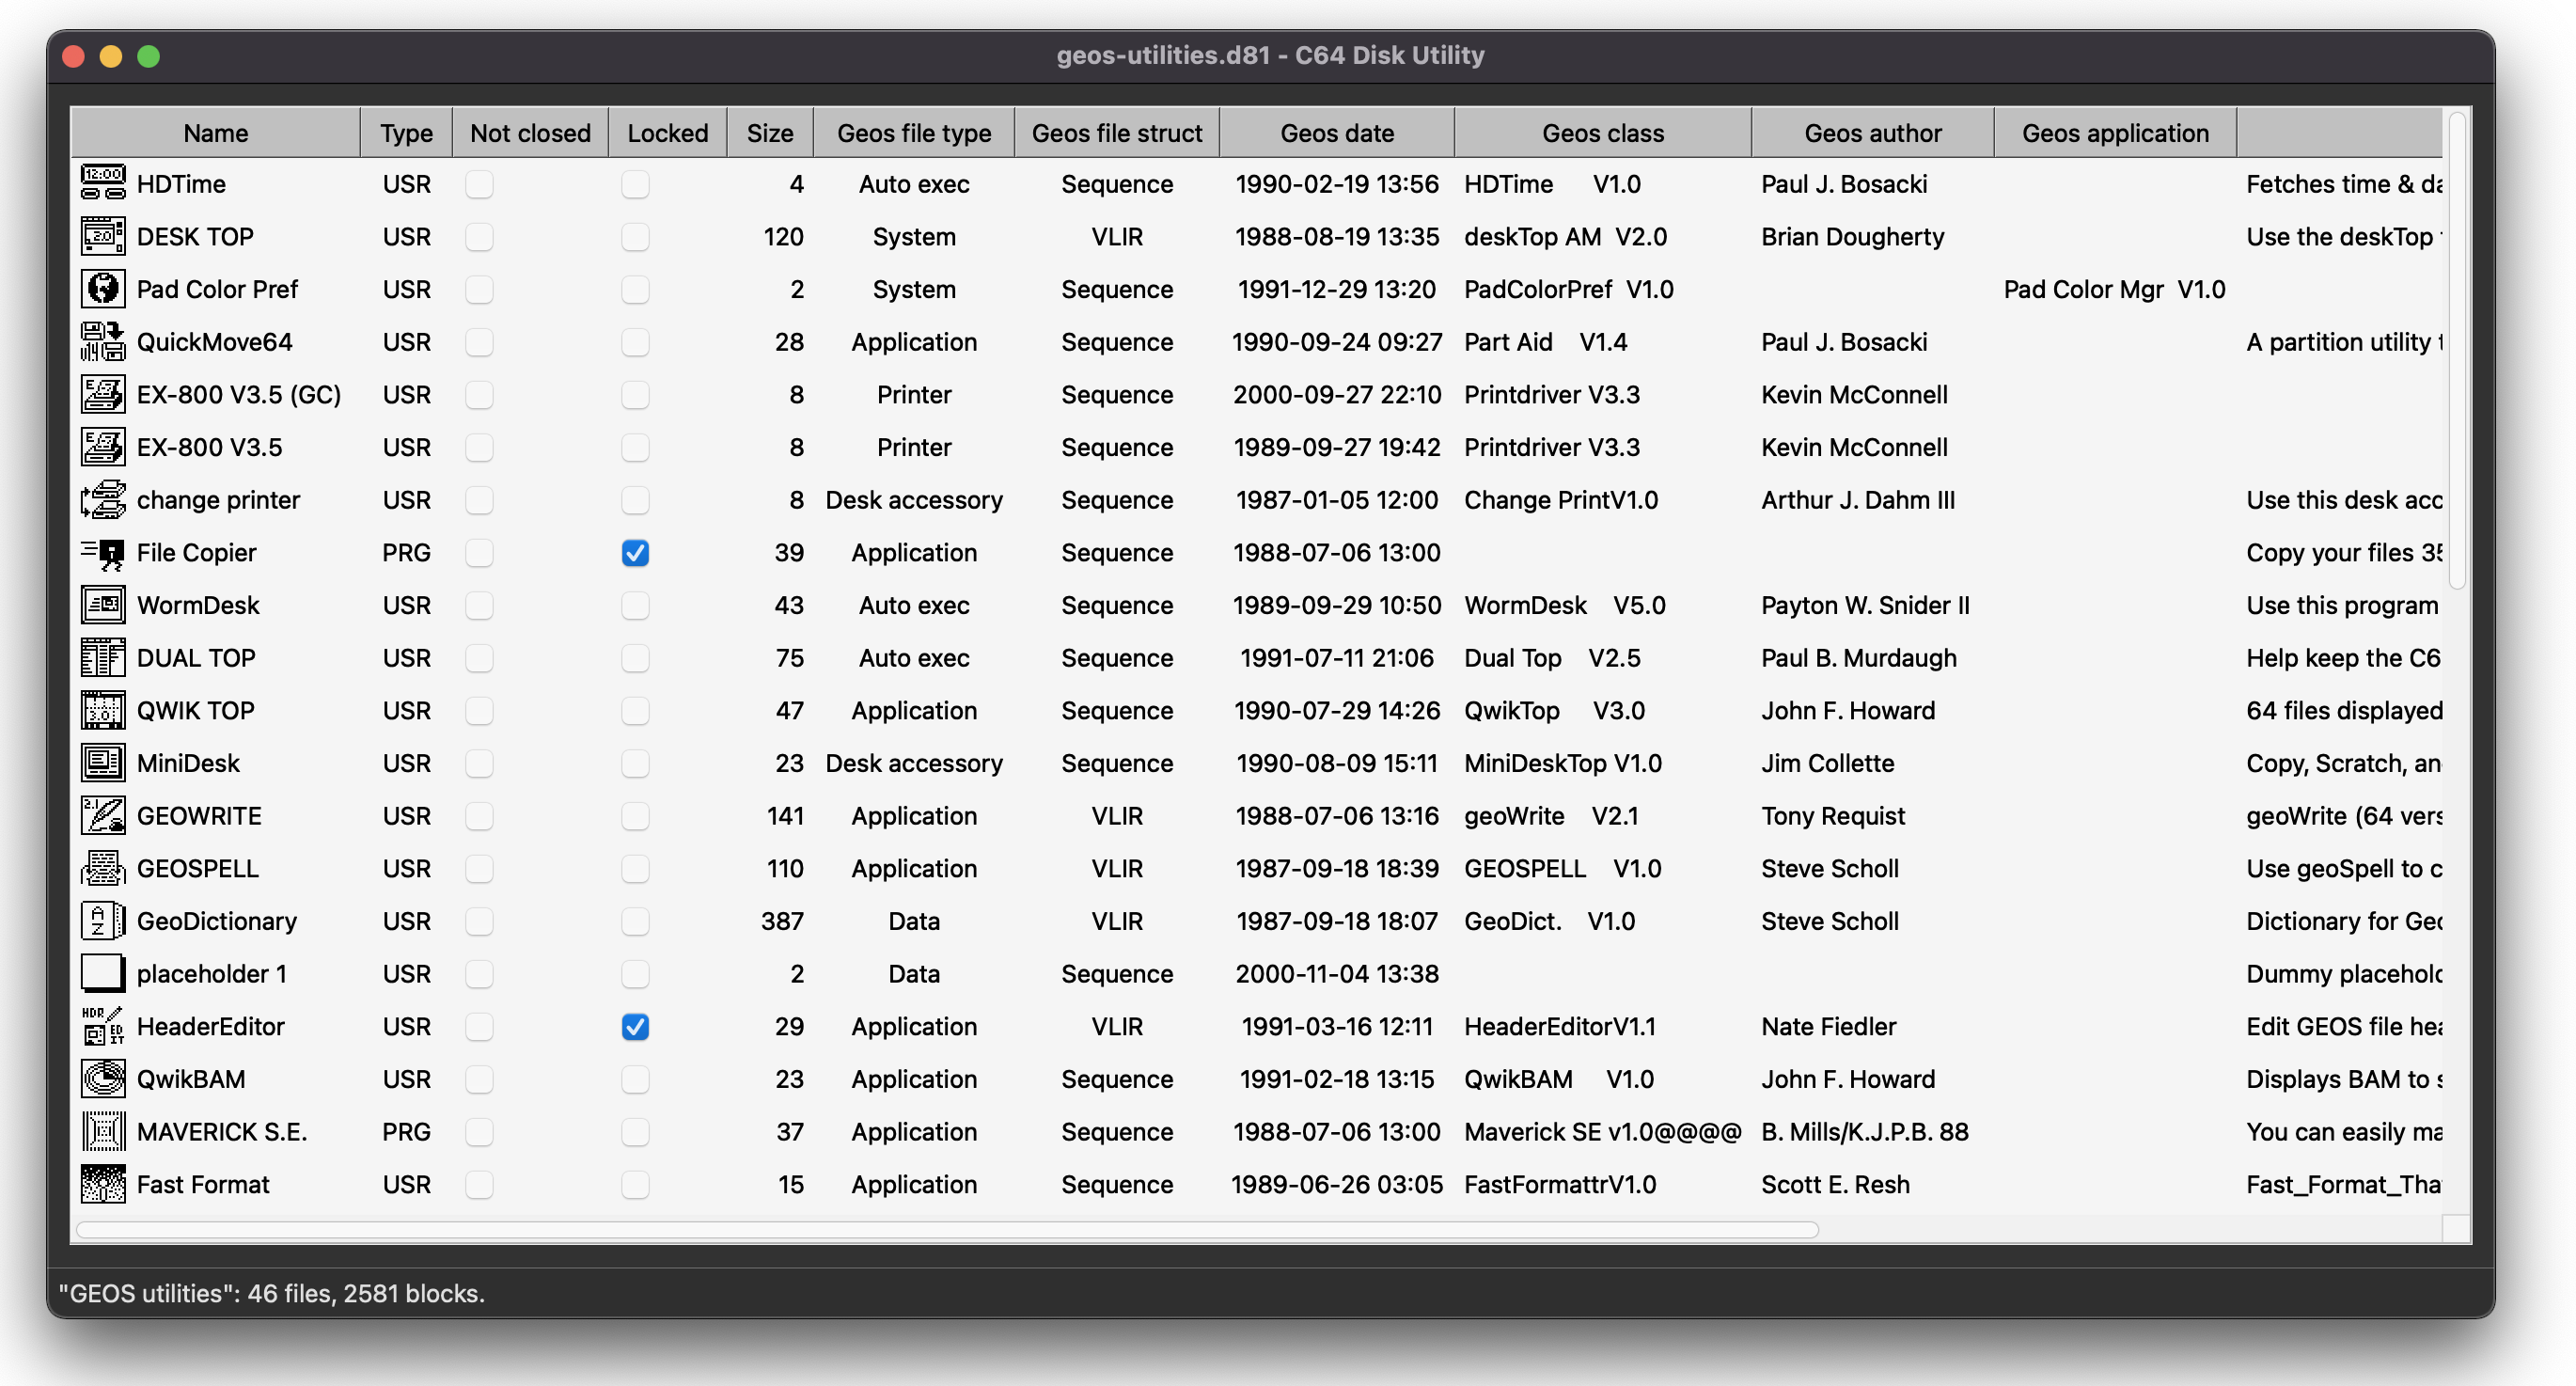 geos-utilities.d81 - C64 Disk Utility
Name Type Not closed Locked Size Geos file type Geos file struct Geos date Geos class Geos author Geos application
HDTime USR 4 Auto exec Sequence 1990-02-19 13:56 HDTime V1.0 Paul J. Bosacki Fetches time & da
DESK TOP USR 120 System VLIR 1988-08-19 13:35 deskTop AM V2.0 Brian Dougherty Use the deskTop
Pad Color Pref USR 2 System Sequence 1991-12-29 13:20 PadColorPref V1.0 Pad Color Mgr V1.0
QuickMove64 USR 28 Application Sequence 1990-09-24 09:27 Part Aid V1.4 Paul J. Bosacki A partition utility t
EX-800 V3.5 (GC) USR 8 Printer Sequence 2000-09-27 22:10 Printdriver V3.3 Kevin McConnell
EX-800 V3.5 USR 8 Printer Sequence 1989-09-27 19:42 Printdriver V3.3 Kevin McConnell
change printer USR 8 Desk accessory Sequence 1987-01-05 12:00 Change PrintV1.0 Arthur J. Dahm III Use this desk acc
File Copier PRG 39 Application Sequence 1988-07-06 13:00 Copy your files 35
WormDesk USR 43 Auto exec Sequence 1989-09-29 10:50 WormDesk V5.0 Payton W. Snider II Use this program
DUAL TOP USR 75 Auto exec Sequence 1991-07-11 21:06 Dual Top V2.5 Paul B. Murdaugh Help keep the C6
QWIK TOP USR 47 Application Sequence 1990-07-29 14:26 QwikTop V3.0 John F. Howard 64 files displayed
MiniDesk USR 23 Desk accessory Sequence 1990-08-09 15:11 MiniDeskTop V1.0 Jim Collette Copy, Scratch, an
GEOWRITE USR 141 Application VLIR 1988-07-06 13:16 geoWrite V2.1 Tony Requist geoWrite (64 vers
GEOSPELL USR 110 Application VLIR 1987-09-18 18:39 GEOSPELL V1.0 Steve Scholl Use geoSpell to c
GeoDictionary USR 387 Data VLIR 1987-09-18 18:07 GeoDict. V1.0 Steve Scholl Dictionary for Geo
placeholder 1 USR 2 Data Sequence 2000-11-04 13:38 Dummy placeholc
HeaderEditor USR 29 Application VLIR 1991-03-16 12:11 HeaderEditorV1.1 Nate Fiedler Edit GEOS file hea
QwikBAM USR 23 Application Sequence 1991-02-18 13:15 QwikBAM V1.0 John F. Howard Displays BAM to s
MAVERICK S.E. PRG 37 Application Sequence 1988-07-06 13:00 Maverick SE v1.0@@@@ B. Mills/K.J.P.B. 88 You can easily ma
Fast Format USR 15 Application Sequence 1989-06-26 03:05 FastFormattrV1.0 Scott E. Resh Fast_Format_Tha
"GEOS utilities": 46 files, 2581 blocks.